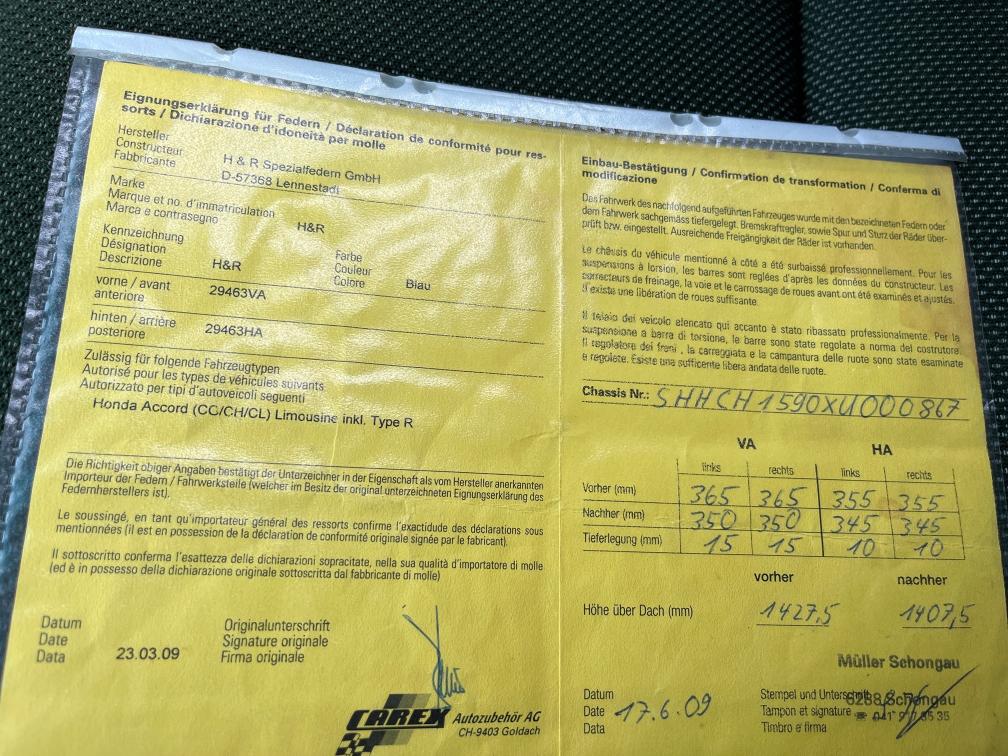 Eignungserklärung für Federn / Déclaration de conformité pour res-
sorts / Dichiarazione d'idoneità per molle
Hersteller
Constructeur
Fabbricante
H & R Spezialfedern GmbH
D-57368 Lennestadt
Marke
Marque et no. d'immatriculation
Marca e contrasegno
H&R
Kennzeichnung
Désignation
Descrizione
H&R
Farbe
Couleur
Colore
Blau
vorne / avant
anteriore
29463VA
hinten / arrière
posteriore
29463HA
Zulässig für folgende Fahrzeugtypen
Autorisé pour les types de véhicules suivants
Autorizzato per tipi d'autoveicoli seguenti
Honda Accord (CC/CH/CL) Limousine inkl. Type R
Die Richtigkeit obiger Angaben bestätigt der Unterzeichner in der Eigenschaft als vom Hersteller anerkannten
Importeur der Federn / Fahrwerksteile (welcher im Besitz der original unterzeichneten Eignungserklärung des
Federnherstellers ist).
Le soussingé, en tant qu'importateur général des ressorts confirme l'exactidude des déclarations sous
mentionnées (il est en possession de la déclaration de conformité originale signée par le fabricant).
Il sottoscritto conferma l'esattezza delle dichiarazioni sopracitate, nella sua qualità d'importatore di molle
(ed è in possesso della dichiarazione originale sottoscritta dal fabbricante di molle)
Datum
Date
Data
23.03.09
Originalunterschrift
Signature originale
Firma originale
CAREX Autozubehör AG
CH-9403 Goldach
Einbau-Bestätigung / Confirmation de transformation / Conferma di
modificazione
Das Fahrwerk des nachfolgend aufgeführten Fahrzeuges wurde mit den bezeichneten Federn oder
dem Fahrwerk sachgemäss tiefergelegt. Bremskraftregler, sowie Spur und Sturz der Räder über-
prüft bzw. eingestellt. Ausreichende Freigängigkeit der Räder ist vorhanden.
Le châssis du véhicule mentionné à côté a été surbaissé professionnellement. Pour les
suspensions à torsion, les barres sont reglées d'après les données du constructeur. Les
correcteurs de freinage, la voie et le carrossage de roues avant ont été examinés et ajustés.
Il existe une libération de roues suffisante.
Il telaio dei veicolo elencato qui accanto è stato ribassato professionalmente. Per la
suspensione a barra di torsione, le barre sono state regolate a norma del costrutore.
Il regolatore dei freni , la carreggiata e la campantura delle ruote sono state esaminate
e regolate. Esiste una sufficente libera andata delle ruote.
Chassis Nr.: SHHCH1590XU000867
VA HA
links rechts links rechts
Vorher (mm) 365 365 355 355
Nachher (mm) 350 350 345 345
Tieferlegung (mm) 15 15 10 10
vorher nachher
Höhe über Dach (mm) 1427,5 1407,5
Müller Schongau
6288 Schongau
Datum
Date
Data
17.6.09
Stempel und Unterschrift
Tampon et signature
Timbro e firma